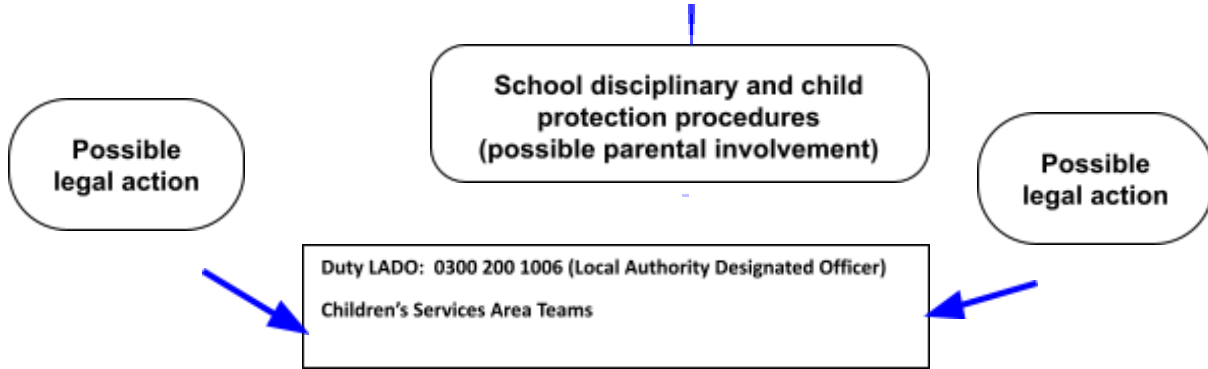 School disciplinary and child
protection procedures
(possible parental involvement)
Possible
legal action
Possible
legal action
Duty LADO:  0300 200 1006 (Local Authority Designated Officer)
Children’s Services Area Teams